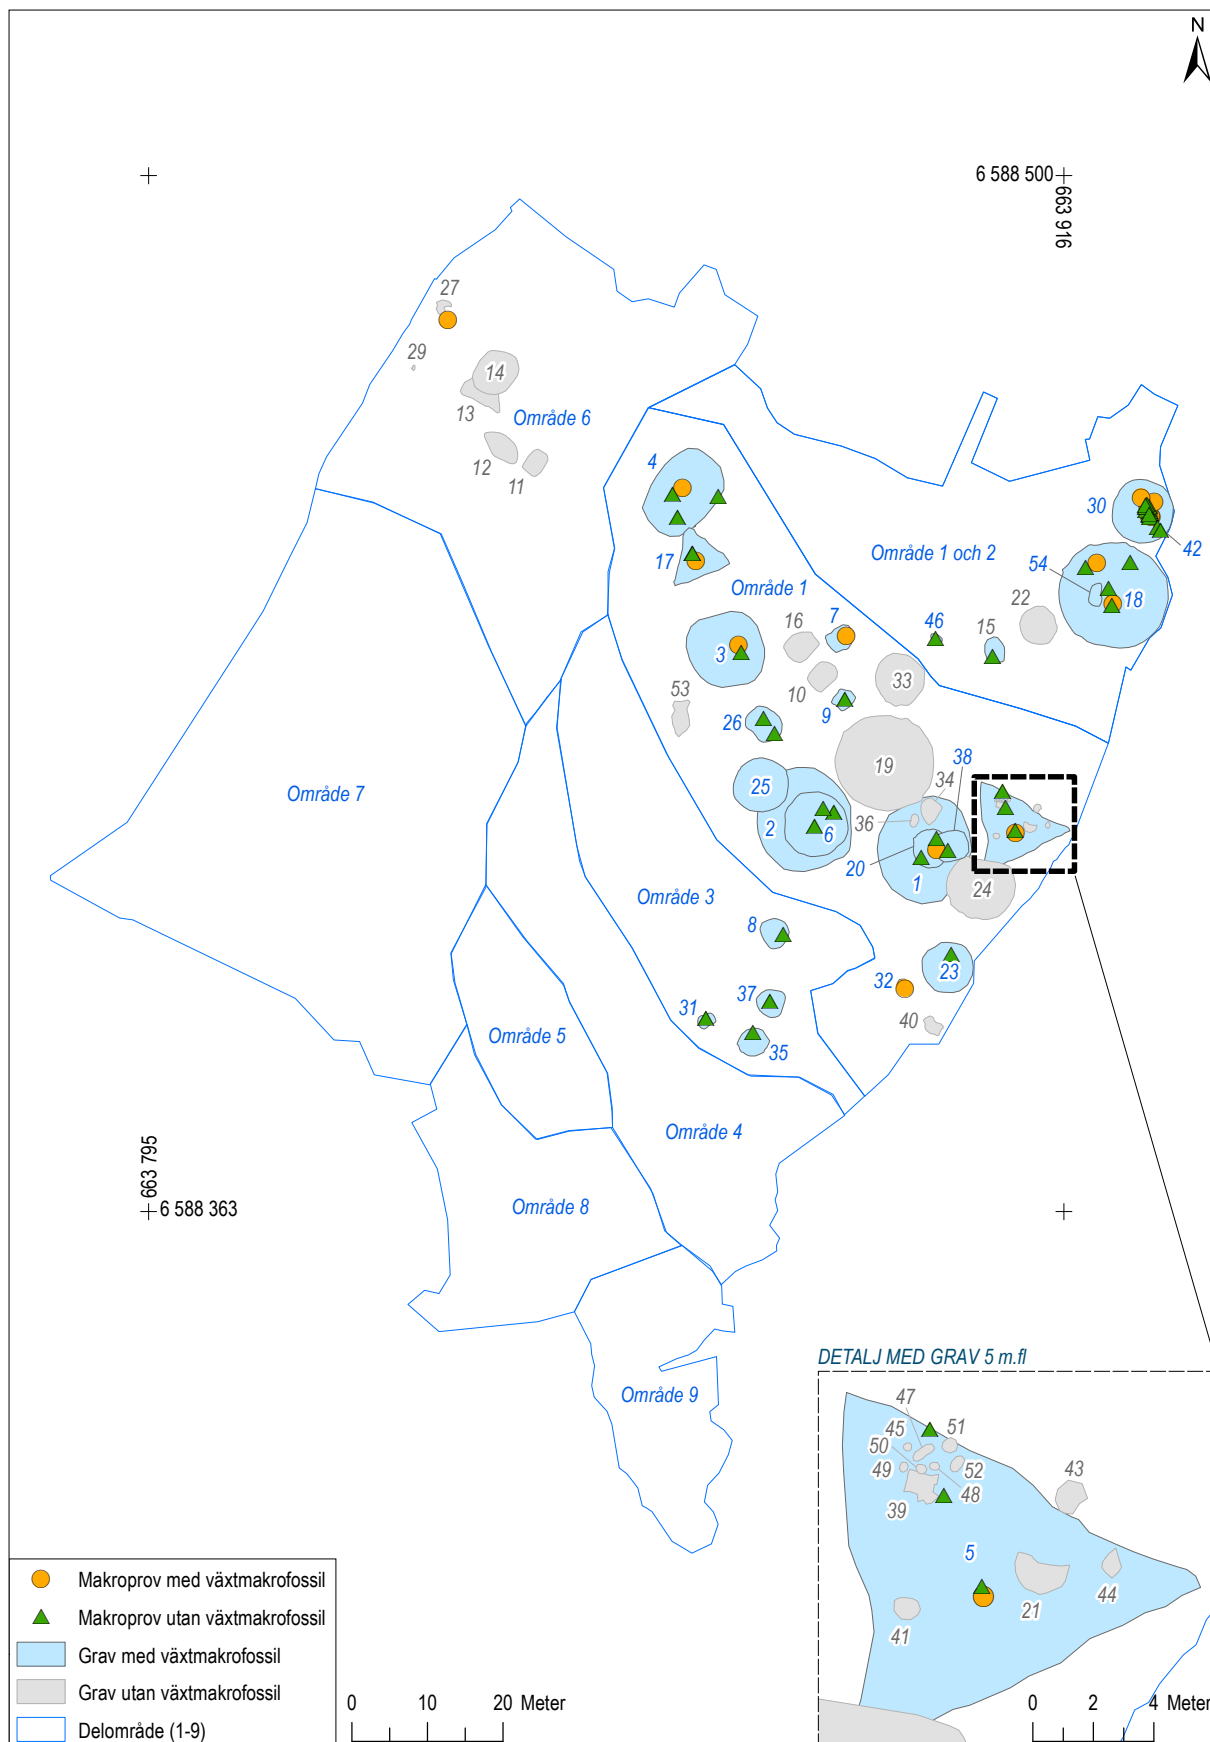 N
6 588 500
663 916
27
29
14
13
Område 6
12
11
4
30
42
Område 1 och 2
17
54
Område 1
18
22
16
7
46
15
3
10
33
53
9
26
38
19
25
34
Område 7
2
6
36
20
1
24
Område 3
8
23
32
37
31
40
Område 5
35
Område 4
663 795
6 588 363
Område 8
DETALJ MED GRAV 5 m.fl
Område 9
47
45
51
50
49
52
43
48
39
5
44
21
41
Makroprov med växtmakrofossil
Makroprov utan växtmakrofossil
Grav med växtmakrofossil
Grav utan växtmakrofossil
Delområde (1-9)
0 10 20 Meter
0 2 4 Meter